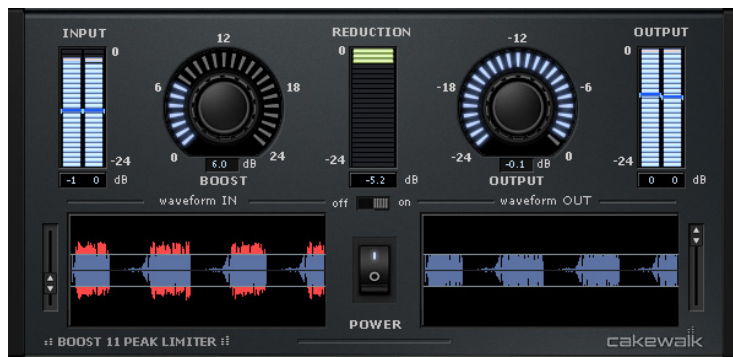 INPUT
12
REDUCTION
-12
OUTPUT
0
0
0
6
18
-18
-6
-24
0
24
-24
-24
0
-24
-1 0 dB
6.0 dB
-5.2 dB
-0.1 dB
0 0 dB
BOOST
OUTPUT
waveform IN
off on
waveform OUT
POWER
BOOST 11 PEAK LIMITER
cakewalk